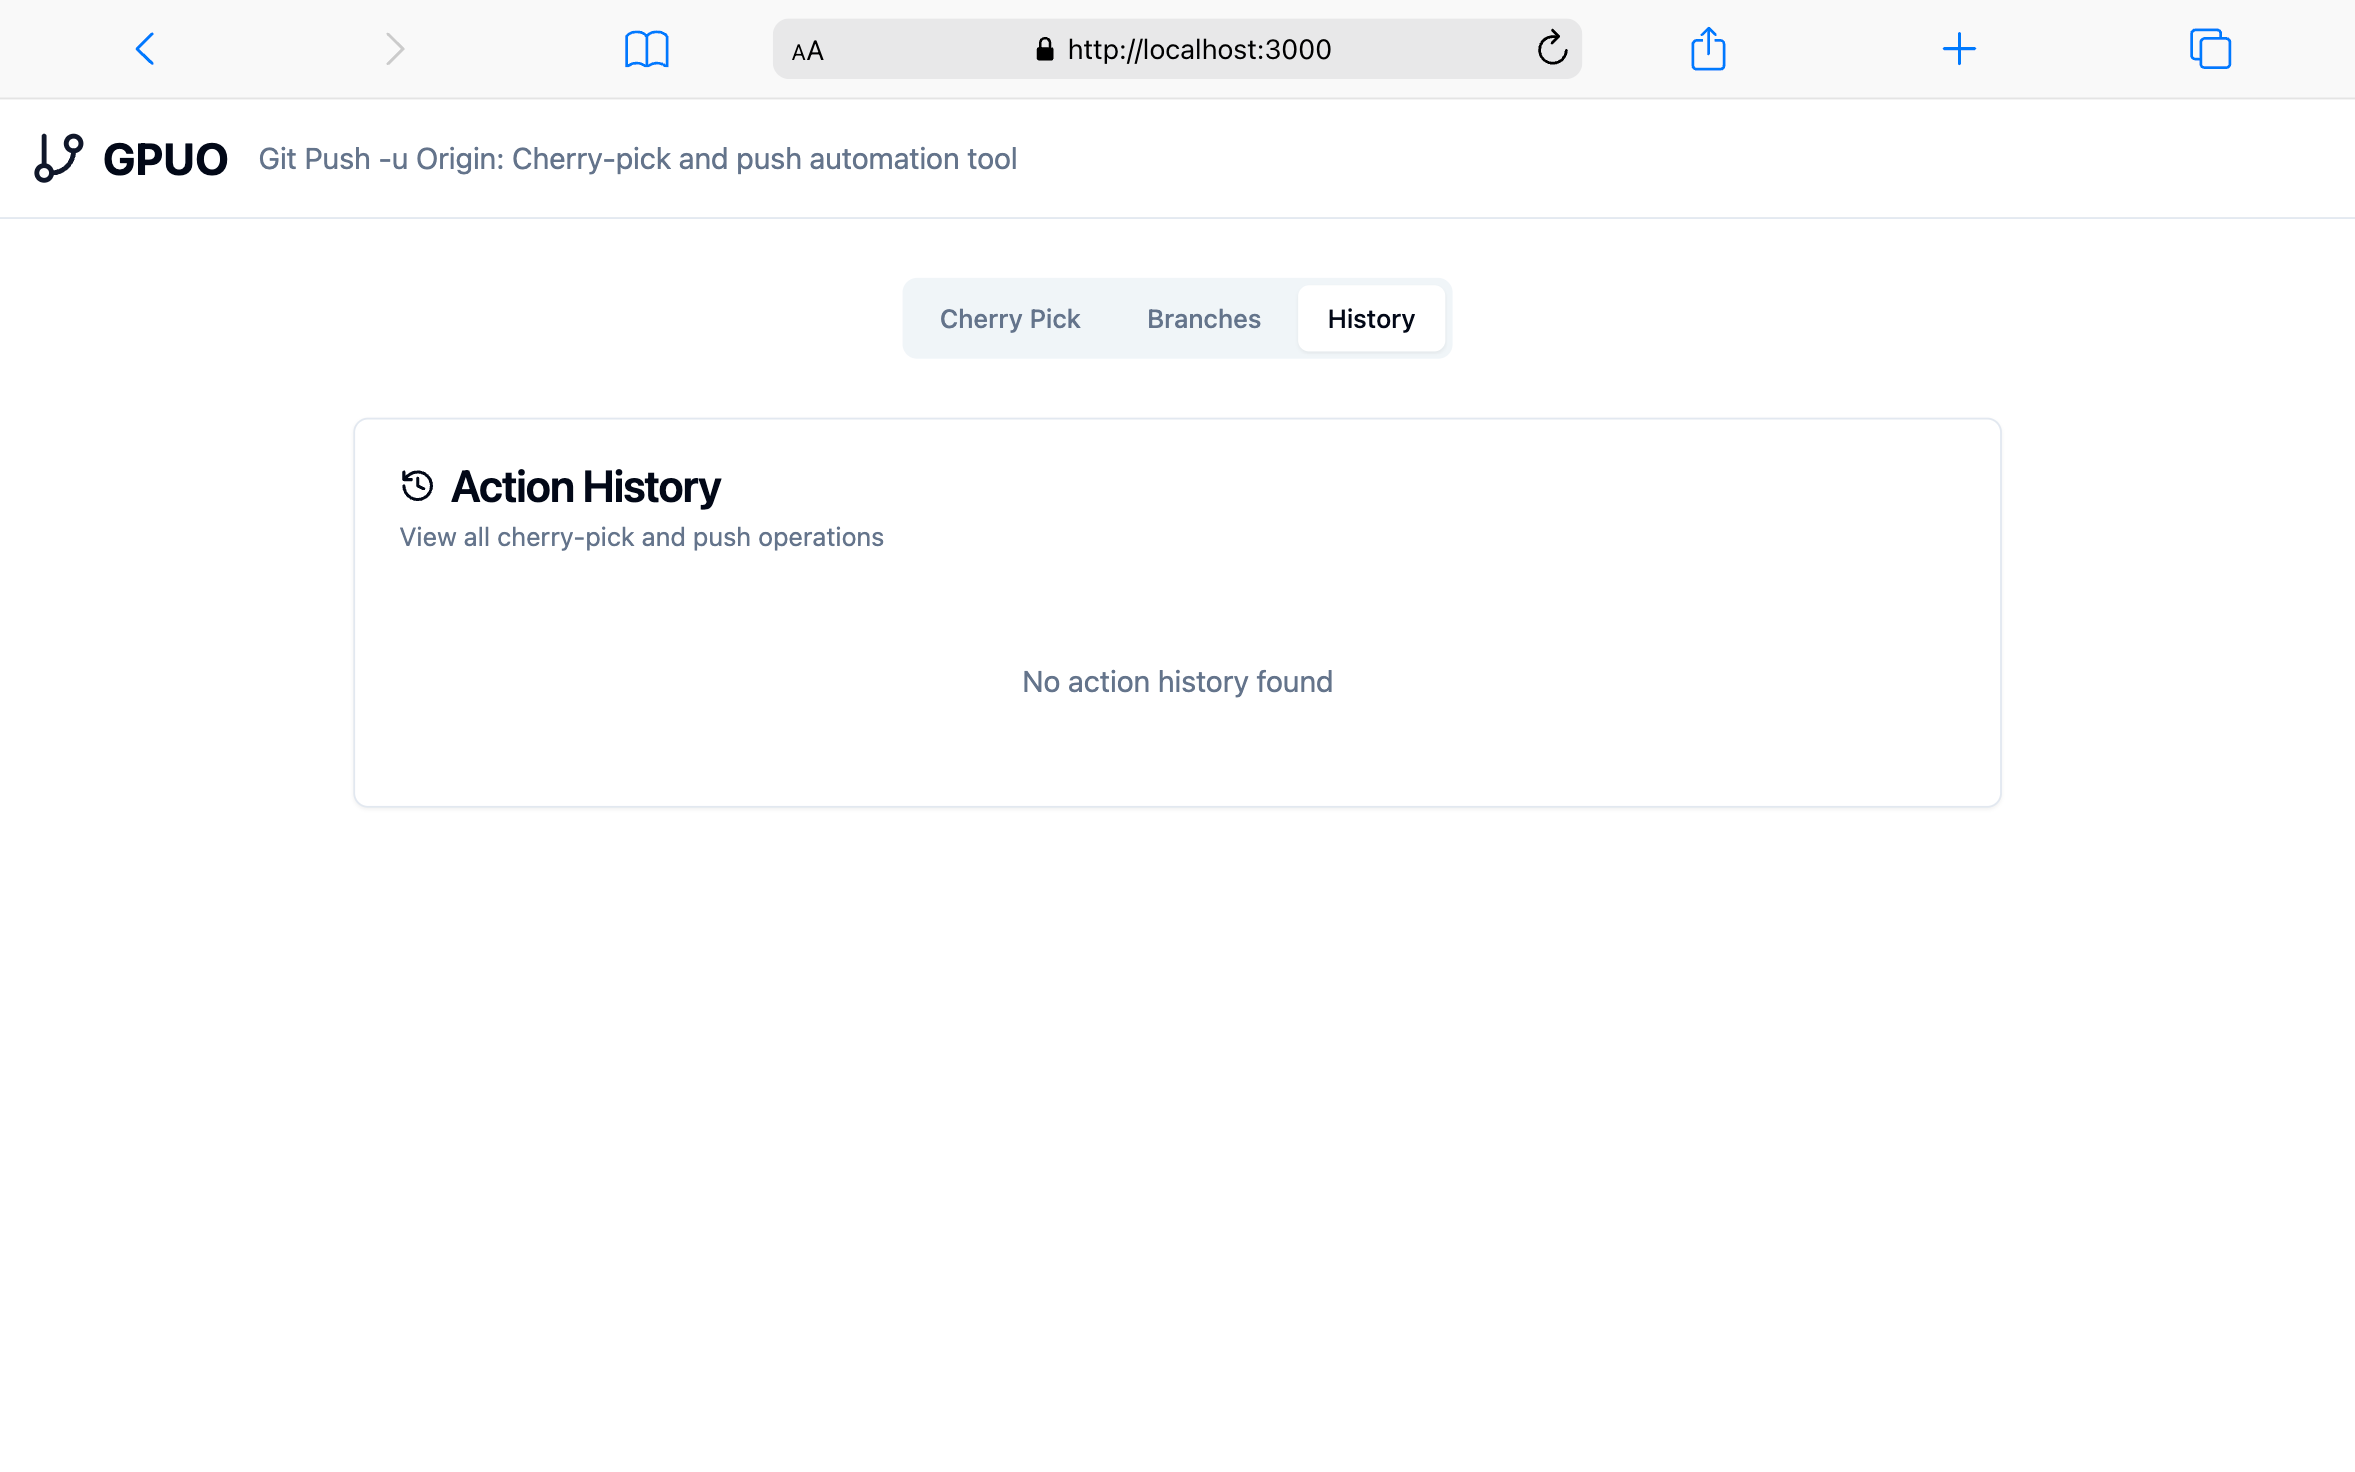 AA
http://localhost:3000
GPUO
Git Push -u Origin: Cherry-pick and push automation tool
Cherry Pick
Branches
History
Action History
View all cherry-pick and push operations
No action history found